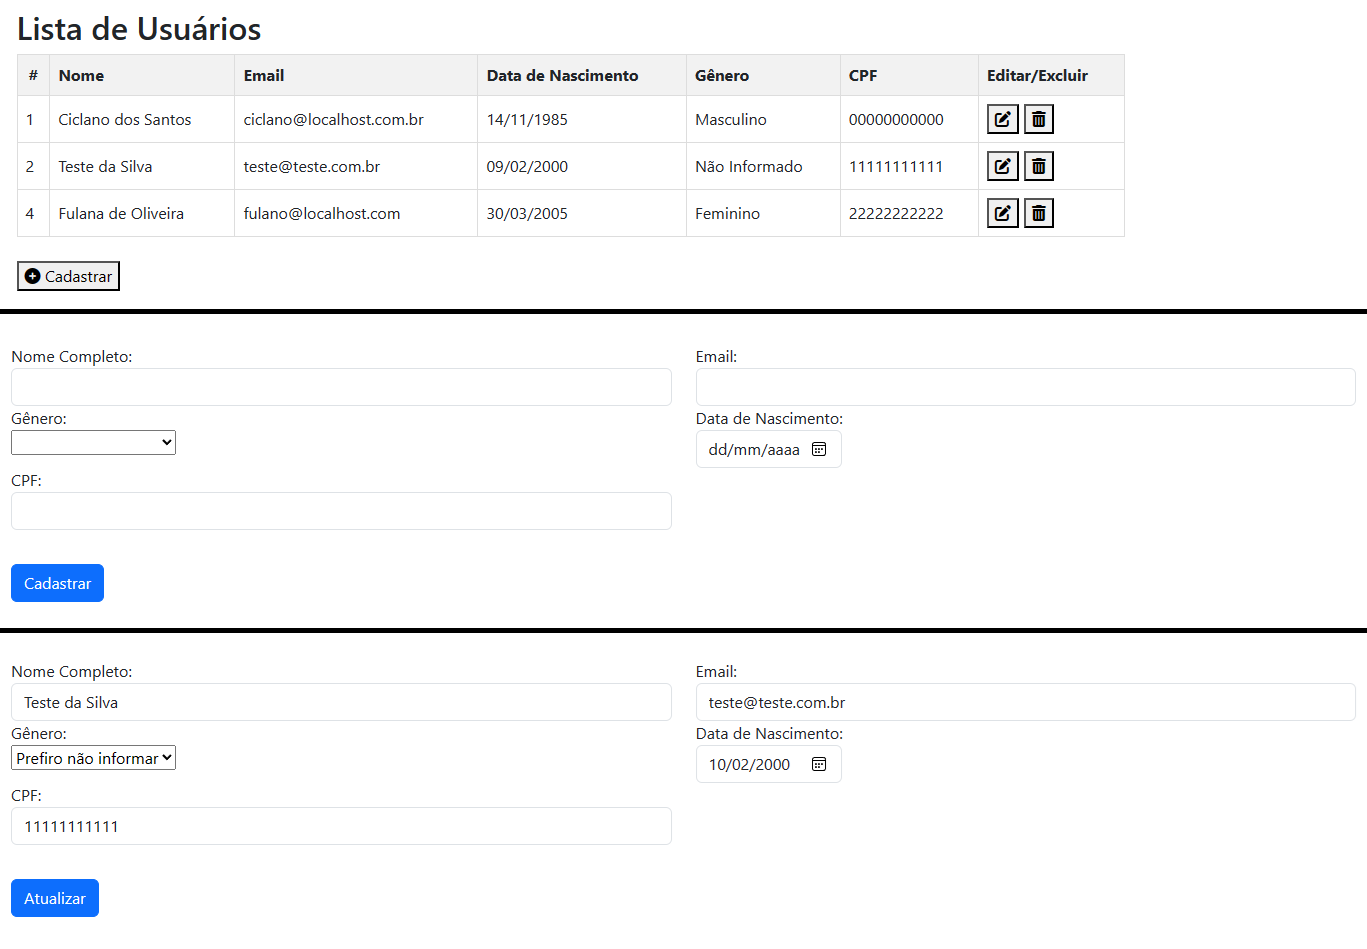 Lista de Usuários
# Nome Email Data de Nascimento Gênero CPF Editar/Excluir
1 Ciclano dos Santos ciclano@localhost.com.br 14/11/1985 Masculino 00000000000
2 Teste da Silva teste@teste.com.br 09/02/2000 Não Informado 11111111111
4 Fulana de Oliveira fulano@localhost.com 30/03/2005 Feminino 22222222222
Cadastrar
Nome Completo: Email:
Gênero: Data de Nascimento:
dd/mm/aaaa
CPF:
Cadastrar
Nome Completo: Email:
Teste da Silva teste@teste.com.br
Gênero: Data de Nascimento:
Prefiro não informar 10/02/2000
CPF:
11111111111
Atualizar